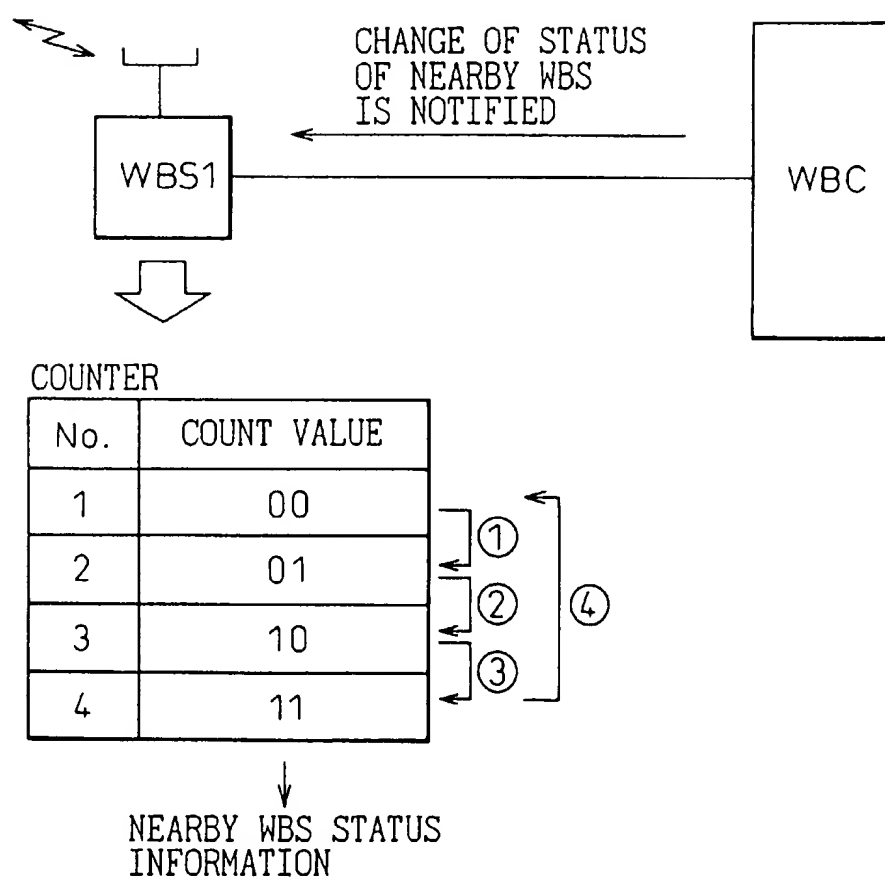 CHANGE OF STATUS
OF NEARBY WBS
IS NOTIFIED
WBS1
WBC
COUNTER
No. COUNT VALUE
1 00
2 01
3 10
4 11
①
②
③
④
NEARBY WBS STATUS
INFORMATION